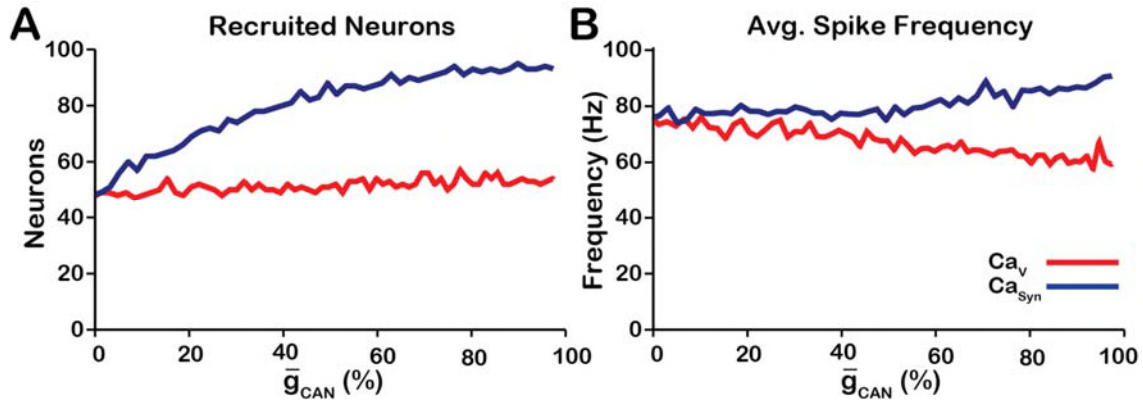 A
Recruited Neurons
100
80
60
40
20
0
Neurons
0 20 40 60 80 100
ḡCAN (%)
B
Avg. Spike Frequency
100
80
60
40
20
0
Frequency (Hz)
CaV
CaSyn
0 20 40 60 80 100
ḡCAN (%)